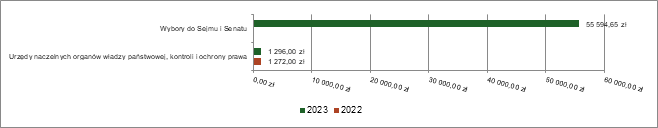 Wybory do Sejmu i Senatu
55 594,65 zł
Urzędy naczelnych organów władzy państwowej, kontroli i ochrony prawa
1 296,00 zł
1 272,00 zł
0,00 zł
10 000,00 zł
20 000,00 zł
30 000,00 zł
40 000,00 zł
50 000,00 zł
60 000,00 zł
2023
2022